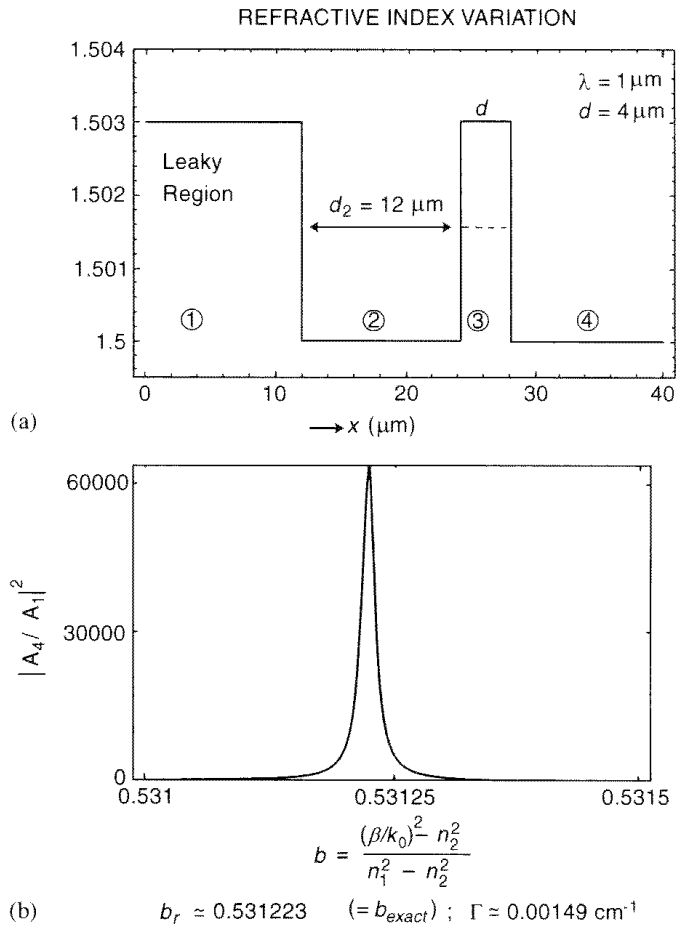 REFRACTIVE INDEX VARIATION
1.504
1.503
1.502
1.501
1.5
λ = 1 μm
d = 4 μm
d
Leaky
Region
d₂ = 12 μm
① ② ③ ④
0 10 20 30 40
(a)
→ x (μm)
60000
30000
0
|A₄/ A₁|²
0.531 0.53125 0.5315
b = (β/k₀)² − n₂² / n₁² − n₂²
(b) bᵣ ≃ 0.531223 (= b_exact) ; Γ ≃ 0.00149 cm⁻¹